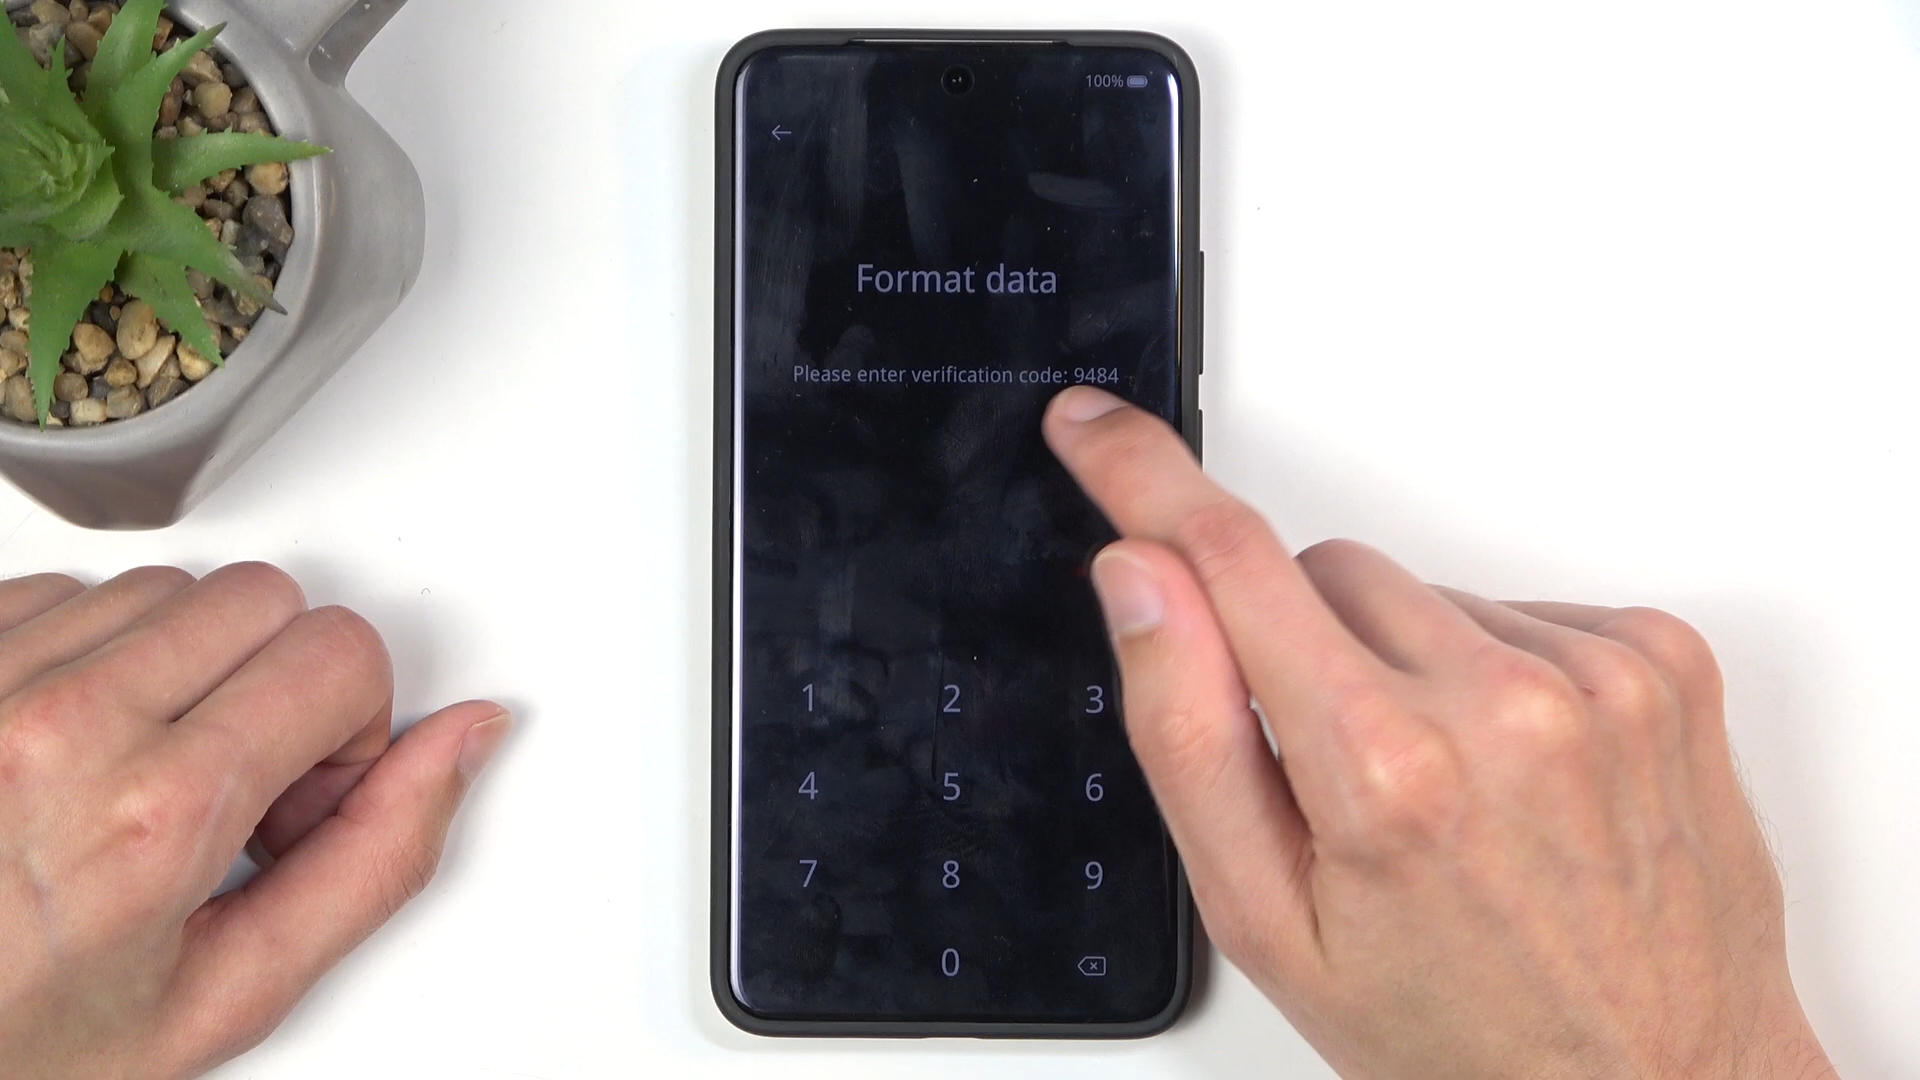 100%
Format data
Please enter verification code: 9484
1 2 3
4 5 6
7 8 9
0